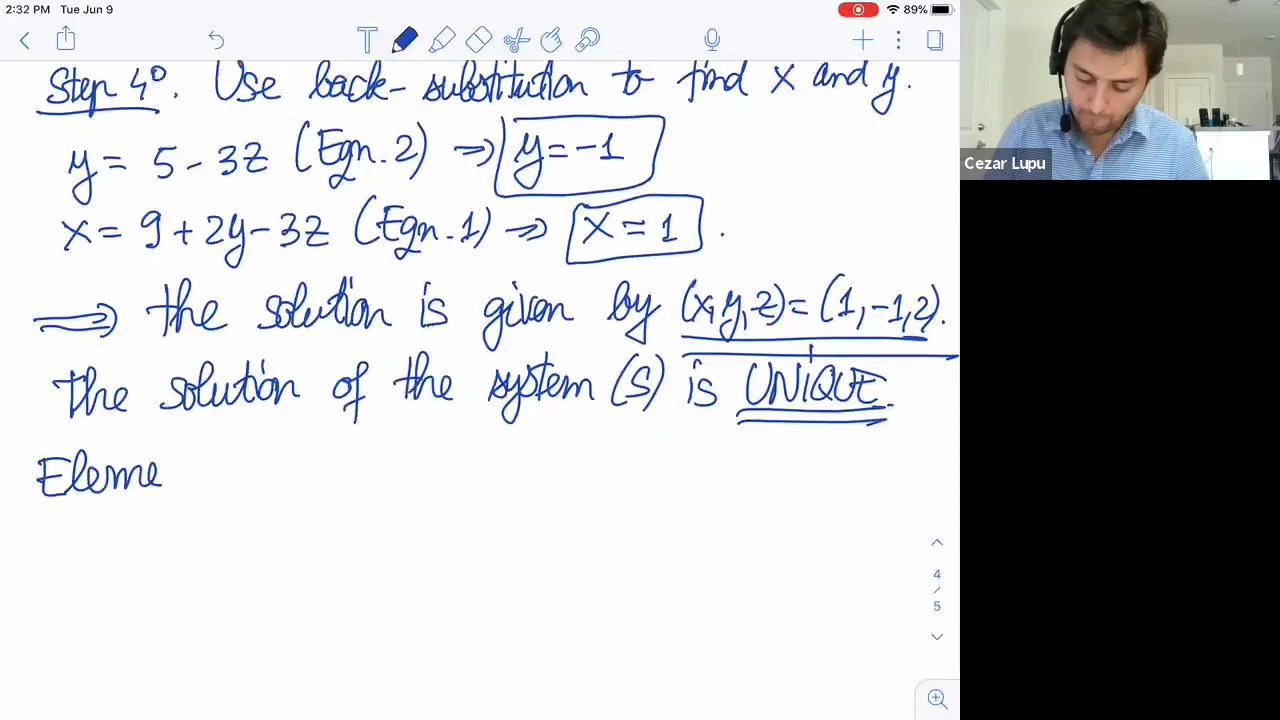 2:32 PM Tue Jun 9
89%
Step 4°. Use back-substitution to find x and y.
y = 5 - 3z (Eqn. 2) ⇒ y = -1
x = 9 + 2y - 3z (Eqn. 1) ⇒ x = 1.
⟹ the solution is given by (x,y,z) = (1, -1, 2).
the solution of the system (S) is UNIQUE.
Eleme
4
/
5
Cezar Lupu